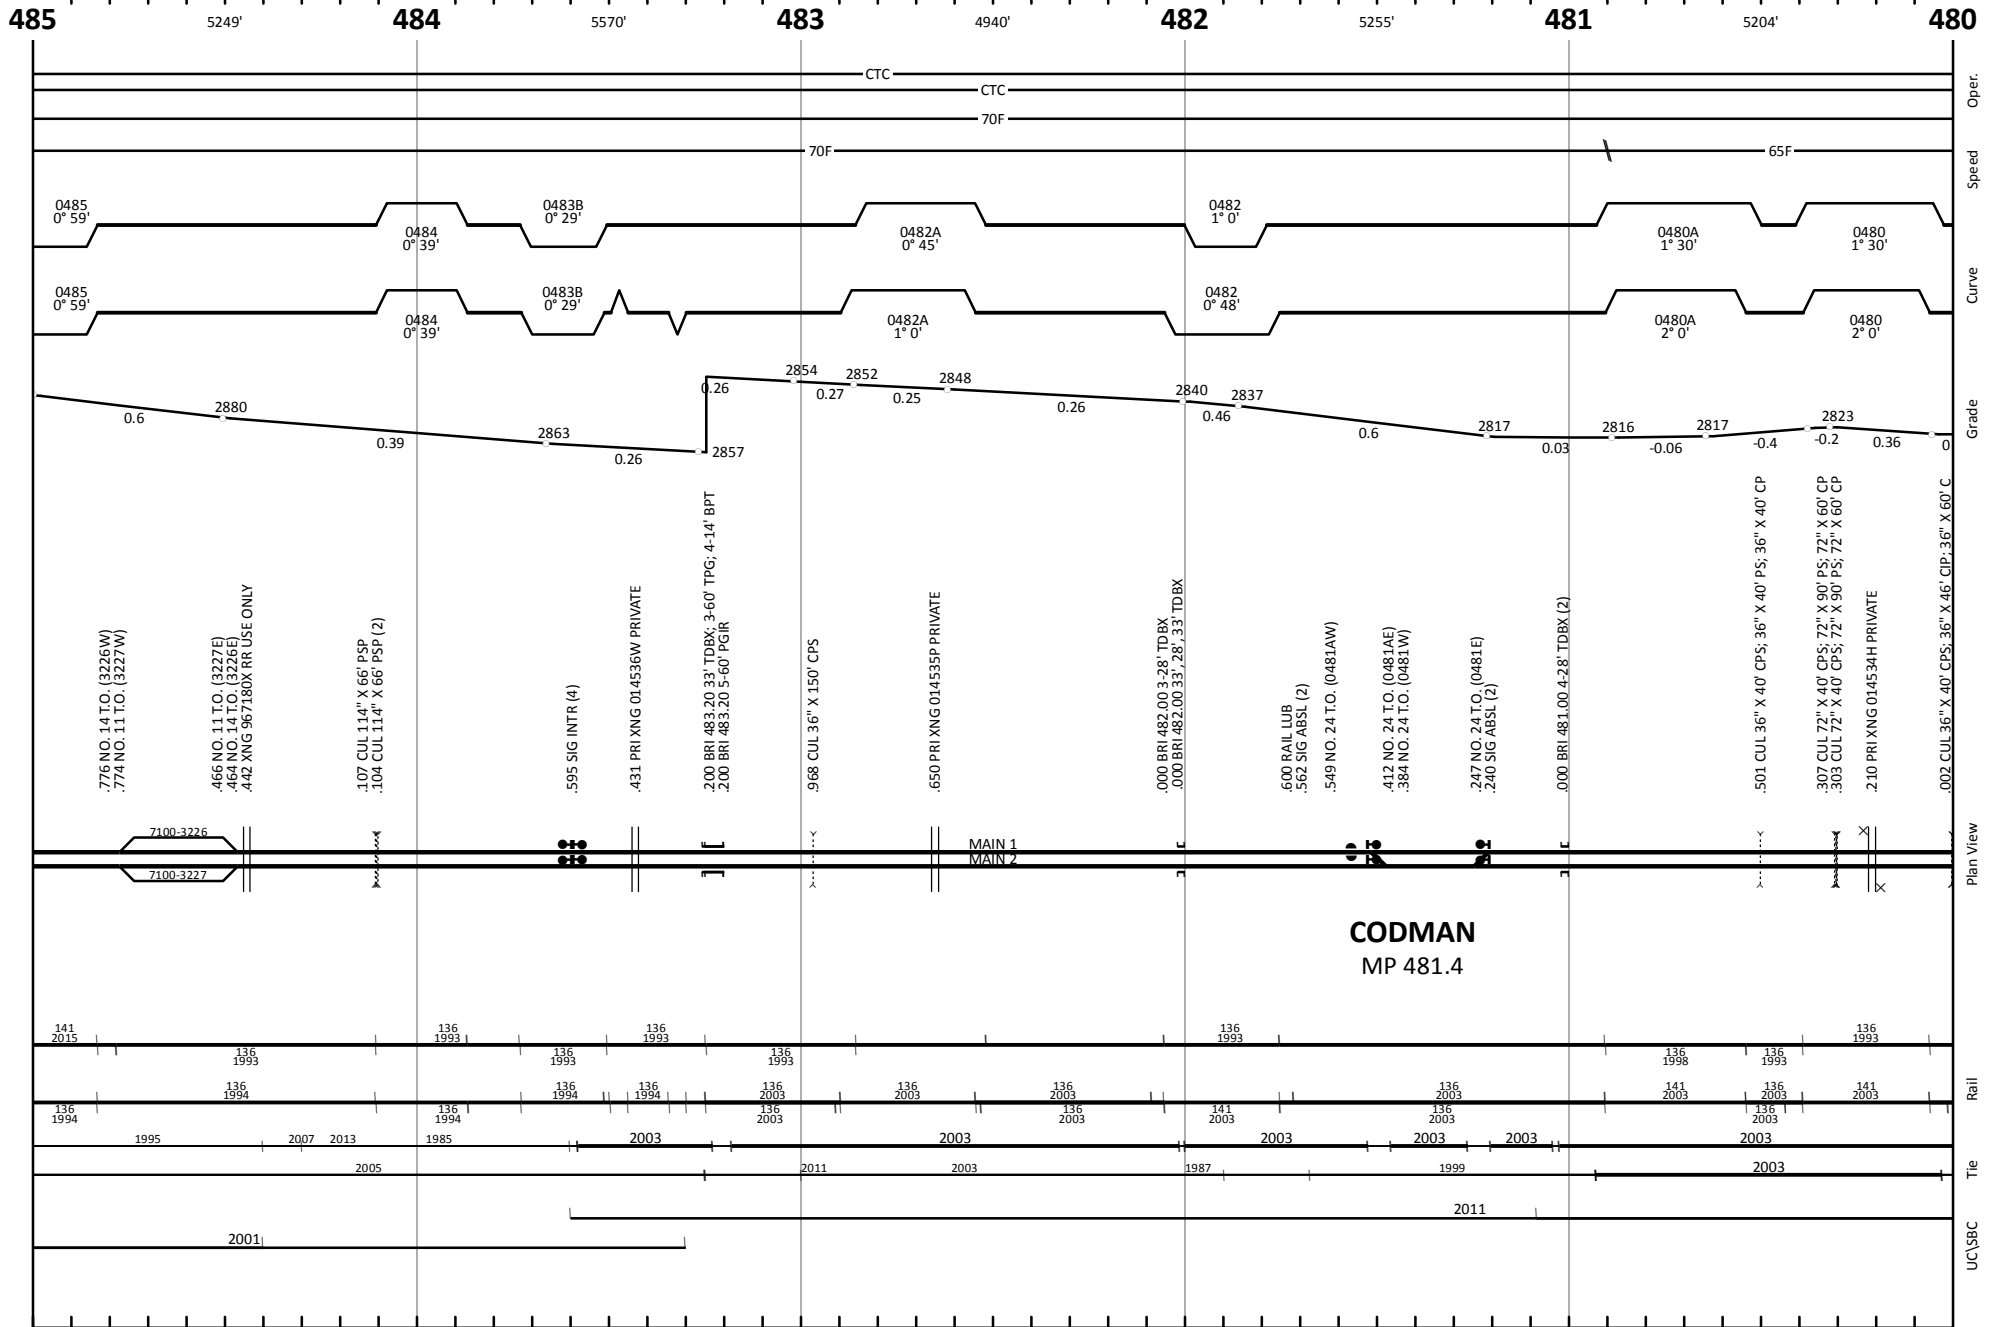 485 5249' 484 5570' 483 4940' 482 5255' 481 5204' 480
CTC
CTC
Oper.
70F
70F 65F
Speed
0485 0483B 0482
0° 59' 0° 29' 1° 0'
0484 0482A 0480A 0480
0° 39' 0° 45' 1° 30' 1° 30'
0485 0483B 0482
0° 59' 0° 29' 0° 48'
0484 0482A 0480A 0480
0° 39' 1° 0' 2° 0' 2° 0'
Curve
2854 2852 2848 2840 2837
0.26 0.27 0.25 0.26 0.46
2880 2863 2857 2817 2816 2817 2823
0.6 0.39 0.26 0.6 0.03 -0.06 -0.4 -0.2 0.36 0
Grade
.776 NO. 14 T.O. (3226W)
.774 NO. 11 T.O. (3227W)
.466 NO. 11 T.O. (3227E)
.464 NO. 14 T.O. (3226E)
.442 XNG 967180X RR USE ONLY
.107 CUL 114" X 66' PSP
.104 CUL 114" X 66' PSP (2)
.595 SIG INTR (4)
.431 PRI XNG 014536W PRIVATE
.200 BRI 483.20 33' TDBX; 3-60' TPG; 4-14' BPT
.200 BRI 483.20 5-60' PGIR
.968 CUL 36" X 150' CPS
.650 PRI XNG 014535P PRIVATE
.000 BRI 482.00 3-28' TDBX
.000 BRI 482.00 33', 28', 33' TDBX
.600 RAIL LUB
.562 SIG ABSL (2)
.549 NO. 24 T.O. (0481AW)
.412 NO. 24 T.O. (0481AE)
.384 NO. 24 T.O. (0481W)
.247 NO. 24 T.O. (0481E)
.240 SIG ABSL (2)
.000 BRI 481.00 4-28' TDBX (2)
.501 CUL 36" X 40' CPS; 36" X 40' PS; 36" X 40' CP
.307 CUL 72" X 40' CPS; 72" X 90' PS; 72" X 60' CP
.303 CUL 72" X 40' CPS; 72" X 90' PS; 72" X 60' CP
.210 PRI XNG 014534H PRIVATE
.002 CUL 36" X 40' CPS; 36" X 46' CIP; 36" X 60' C
7100-3226
MAIN 1
MAIN 2
7100-3227
Plan View
CODMAN
MP 481.4
141 136 136 136 136
2015 1993 1993 1993 1993
136 136 136 136 136
1993 1993 1993 1998 1993
136 136 136 136 136 136 136 141 136 141
1994 1994 1994 2003 2003 2003 2003 2003 2003 2003
136 136 136 136 141 136 136
1994 1994 2003 2003 2003 2003 2003
Rail
1995 2007 2013 1985 2003 2003 2003 2003 2003 2003
2005 2011 2003 1987 1999 2003
Tie
2011
2001
UC\SBC